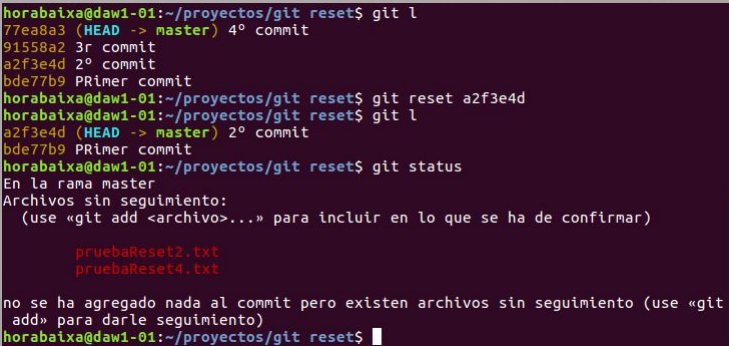 horabaixa@daw1-01:~/proyectos/git reset$ git l
77ea8a3 (HEAD -> master) 4º commit
91558a2 3r commit
a2f3e4d 2º commit
bde77b9 PRimer commit
horabaixa@daw1-01:~/proyectos/git reset$ git reset a2f3e4d
horabaixa@daw1-01:~/proyectos/git reset$ git l
a2f3e4d (HEAD -> master) 2º commit
bde77b9 PRimer commit
horabaixa@daw1-01:~/proyectos/git reset$ git status
En la rama master
Archivos sin seguimiento:
  (use «git add <archivo>...» para incluir en lo que se ha de confirmar)
        pruebaReset2.txt
        pruebaReset4.txt
no se ha agregado nada al commit pero existen archivos sin seguimiento (use «git
 add» para darle seguimiento)
horabaixa@daw1-01:~/proyectos/git reset$